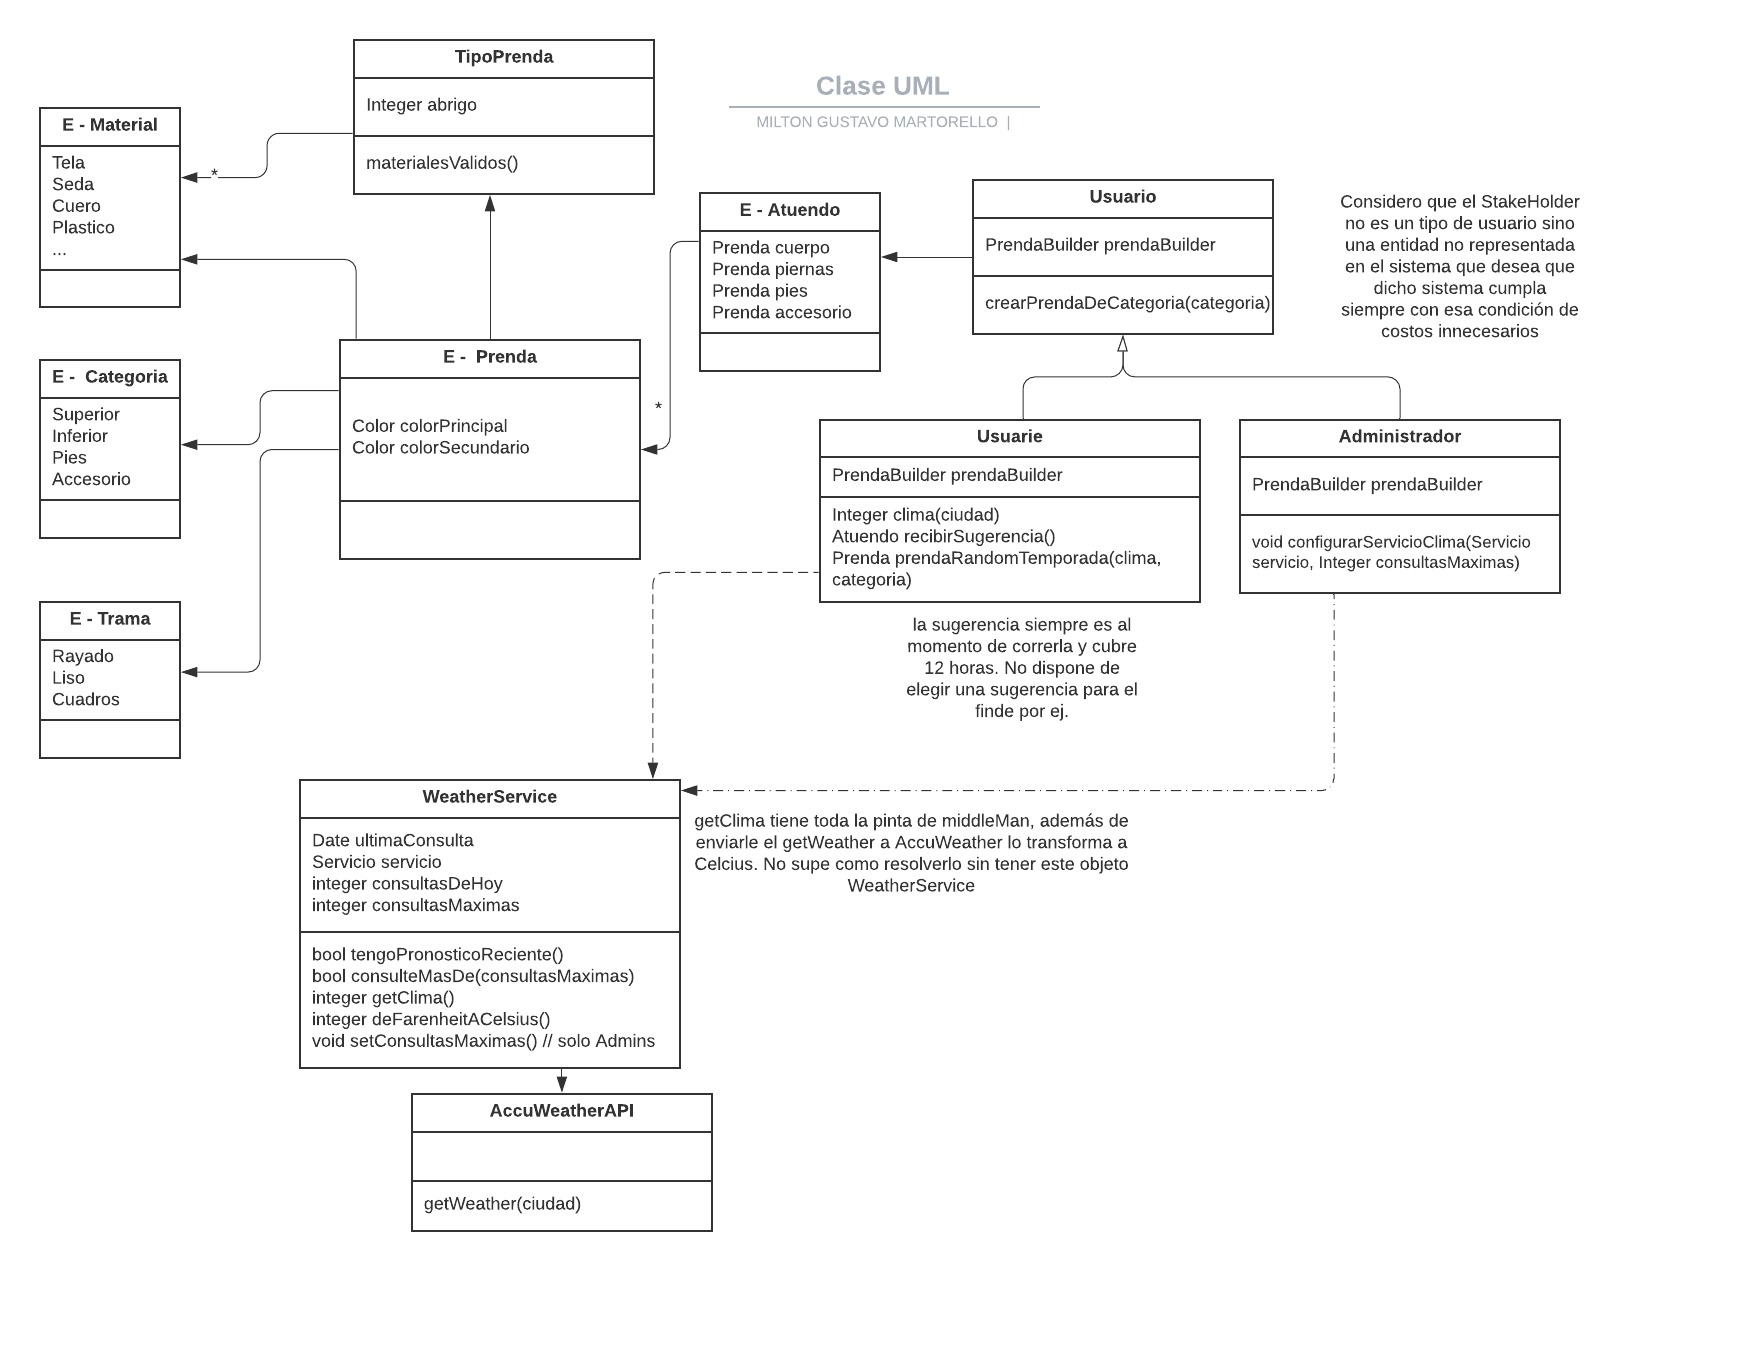 TipoPrenda
Integer abrigo
materialesValidos()
Clase UML
MILTON GUSTAVO MARTORELLO |
E - Material
Tela
Seda
Cuero
Plastico
...
*
E - Atuendo
Prenda cuerpo
Prenda piernas
Prenda pies
Prenda accesorio
Usuario
PrendaBuilder prendaBuilder
crearPrendaDeCategoria(categoria)
Considero que el StakeHolder
no es un tipo de usuario sino
una entidad no representada
en el sistema que desea que
dicho sistema cumpla
siempre con esa condición de
costos innecesarios
E - Categoria
Superior
Inferior
Pies
Accesorio
E - Prenda
Color colorPrincipal
Color colorSecundario
*
Usuarie
PrendaBuilder prendaBuilder
Integer clima(ciudad)
Atuendo recibirSugerencia()
Prenda prendaRandomTemporada(clima,
categoria)
Administrador
PrendaBuilder prendaBuilder
void configurarServicioClima(Servicio
servicio, Integer consultasMaximas)
E - Trama
Rayado
Liso
Cuadros
la sugerencia siempre es al
momento de correrla y cubre
12 horas. No dispone de
elegir una sugerencia para el
finde por ej.
WeatherService
Date ultimaConsulta
Servicio servicio
integer consultasDeHoy
integer consultasMaximas
bool tengoPronosticoReciente()
bool consulteMasDe(consultasMaximas)
integer getClima()
integer deFarenheitACelsius()
void setConsultasMaximas() // solo Admins
getClima tiene toda la pinta de middleMan, además de
enviarle el getWeather a AccuWeather lo transforma a
Celcius. No supe como resolverlo sin tener este objeto
WeatherService
AccuWeatherAPI
getWeather(ciudad)